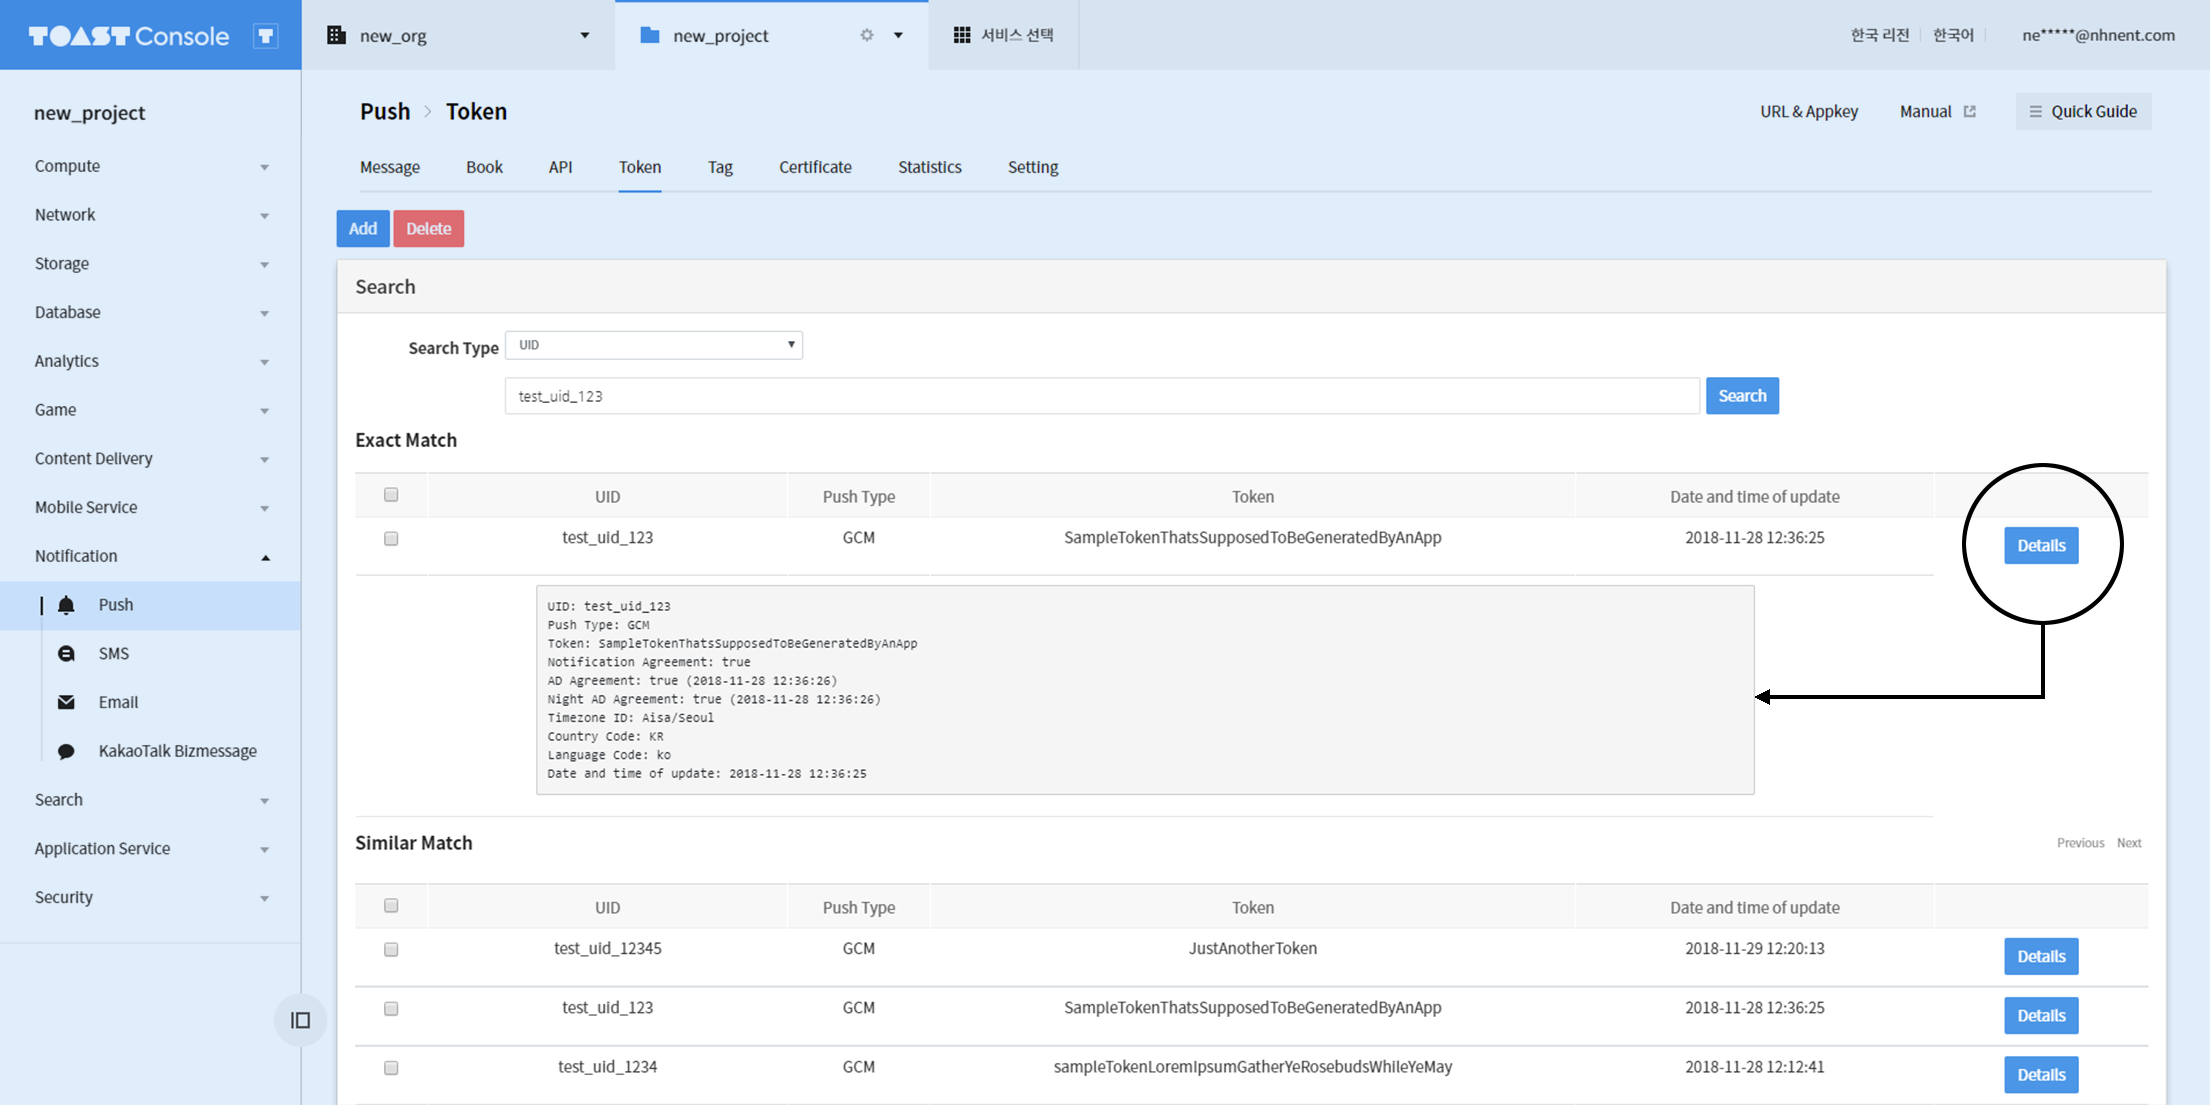 TOAST Console
new_org
new_project
서비스 선택
한국 리전
한국어
ne*****@nhnent.com
new_project
Compute
Network
Storage
Database
Analytics
Game
Content Delivery
Mobile Service
Notification
Push
SMS
Email
KakaoTalk Bizmessage
Search
Application Service
Security
Push > Token
URL & Appkey
Manual
Quick Guide
Message Book API Token Tag Certificate Statistics Setting
Add Delete
Search
Search Type UID
test_uid_123 Search
Exact Match
UID Push Type Token Date and time of update
test_uid_123 GCM SampleTokenThatsSupposedToBeGeneratedByAnApp 2018-11-28 12:36:25 Details
UID: test_uid_123
Push Type: GCM
Token: SampleTokenThatsSupposedToBeGeneratedByAnApp
Notification Agreement: true
AD Agreement: true (2018-11-28 12:36:26)
Night AD Agreement: true (2018-11-28 12:36:26)
Timezone ID: Aisa/Seoul
Country Code: KR
Language Code: ko
Date and time of update: 2018-11-28 12:36:25
Similar Match Previous Next
UID Push Type Token Date and time of update
test_uid_12345 GCM JustAnotherToken 2018-11-29 12:20:13 Details
test_uid_123 GCM SampleTokenThatsSupposedToBeGeneratedByAnApp 2018-11-28 12:36:25 Details
test_uid_1234 GCM sampleTokenLoremIpsumGatherYeRosebudsWhileYeMay 2018-11-28 12:12:41 Details